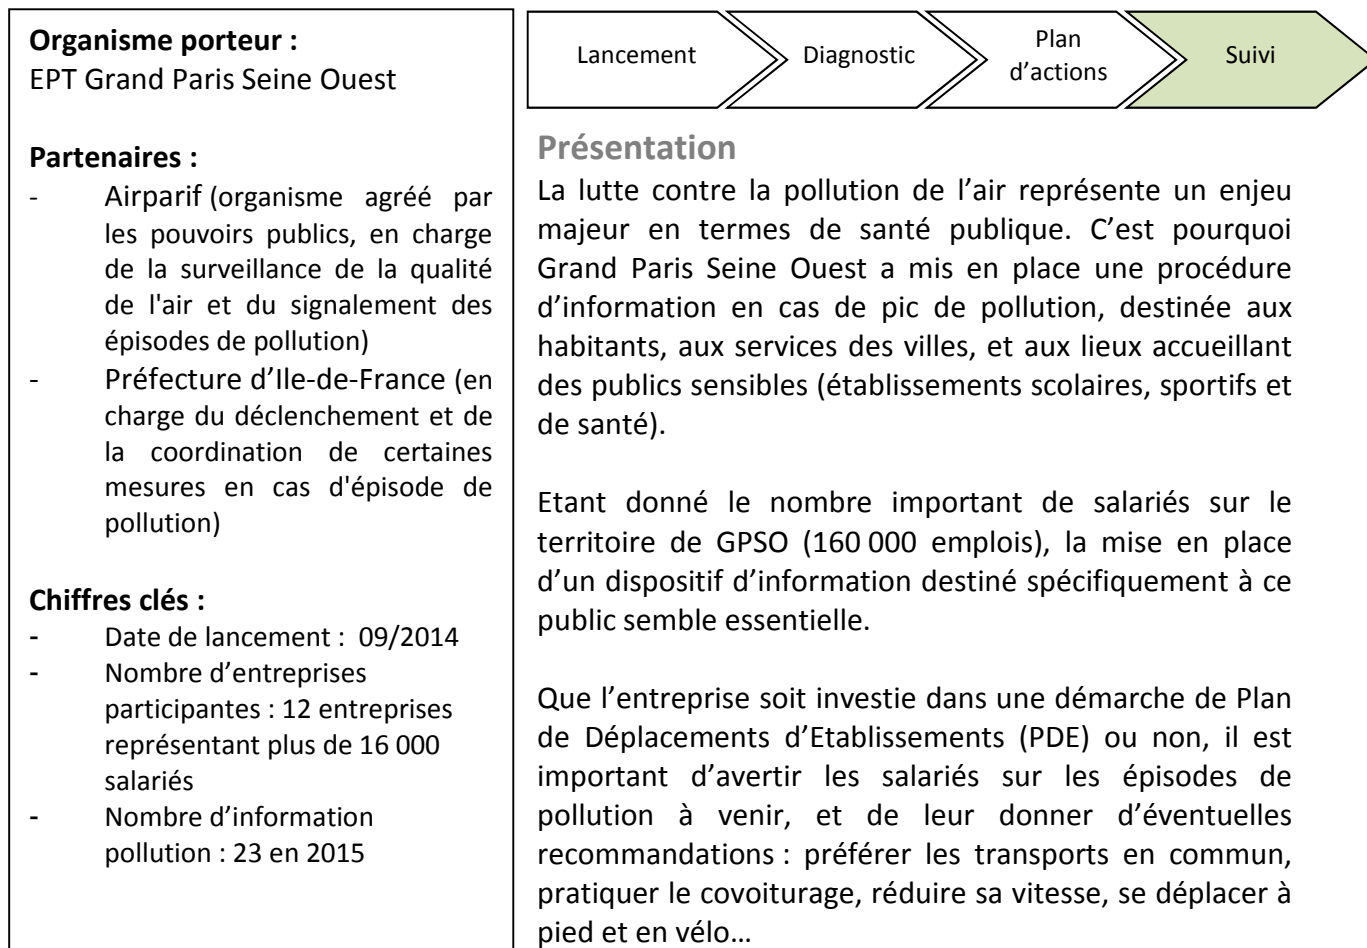 Organisme porteur :
EPT Grand Paris Seine Ouest
Partenaires :
- Airparif (organisme agréé par
les pouvoirs publics, en charge
de la surveillance de la qualité
de l'air et du signalement des
épisodes de pollution)
- Préfecture d’Ile-de-France (en
charge du déclenchement et de
la coordination de certaines
mesures en cas d'épisode de
pollution)
Chiffres clés :
- Date de lancement : 09/2014
- Nombre d’entreprises
participantes : 12 entreprises
représentant plus de 16 000
salariés
- Nombre d’information
pollution : 23 en 2015
Lancement
Diagnostic
Plan
d’actions
Suivi
Présentation
La lutte contre la pollution de l’air représente un enjeu
majeur en termes de santé publique. C’est pourquoi
Grand Paris Seine Ouest a mis en place une procédure
d’information en cas de pic de pollution, destinée aux
habitants, aux services des villes, et aux lieux accueillant
des publics sensibles (établissements scolaires, sportifs et
de santé).
Etant donné le nombre important de salariés sur le
territoire de GPSO (160 000 emplois), la mise en place
d’un dispositif d’information destiné spécifiquement à ce
public semble essentielle.
Que l’entreprise soit investie dans une démarche de Plan
de Déplacements d’Etablissements (PDE) ou non, il est
important d’avertir les salariés sur les épisodes de
pollution à venir, et de leur donner d’éventuelles
recommandations : préférer les transports en commun,
pratiquer le covoiturage, réduire sa vitesse, se déplacer à
pied et en vélo…